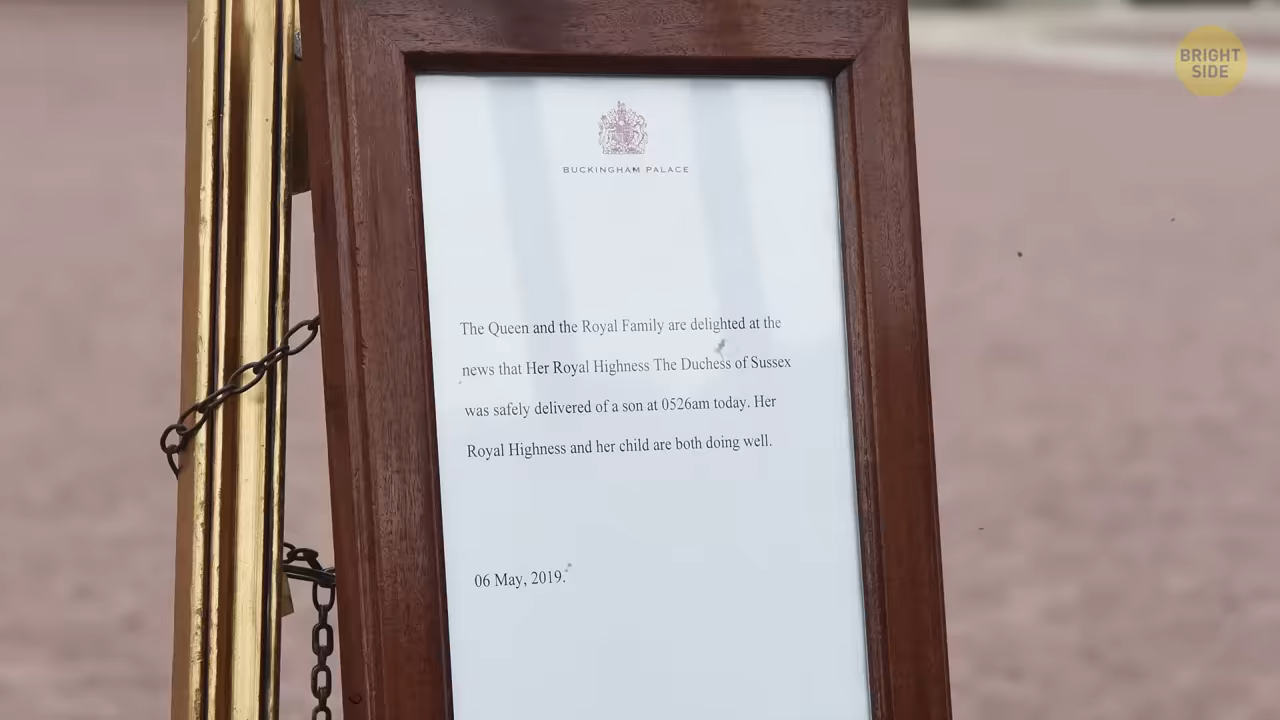 BRIGHT
SIDE
BUCKINGHAM PALACE
The Queen and the Royal Family are delighted at the
news that Her Royal Highness The Duchess of Sussex
was safely delivered of a son at 0526am today. Her
Royal Highness and her child are both doing well.
06 May, 2019.